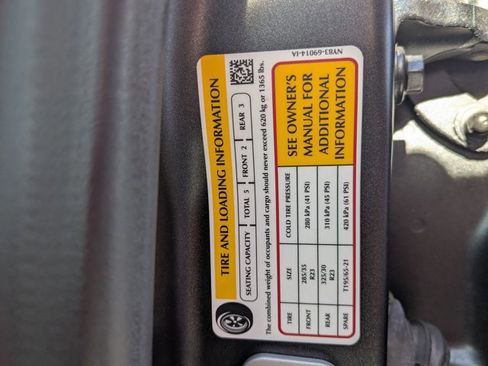 NY83-69014-1A
TIRE AND LOADING INFORMATION
SEATING CAPACITY TOTAL 5 FRONT 2 REAR 3
The combined weight of occupants and cargo should never exceed 620 kg or 1365 lbs.
TIRE SIZE COLD TIRE PRESSURE
FRONT 285/35 R23 280 kPa (41 PSI)
REAR 325/30 R23 310 kPa (45 PSI)
SPARE T195/65-21 420 kPa (61 PSI)
SEE OWNER'S
MANUAL FOR
ADDITIONAL
INFORMATION